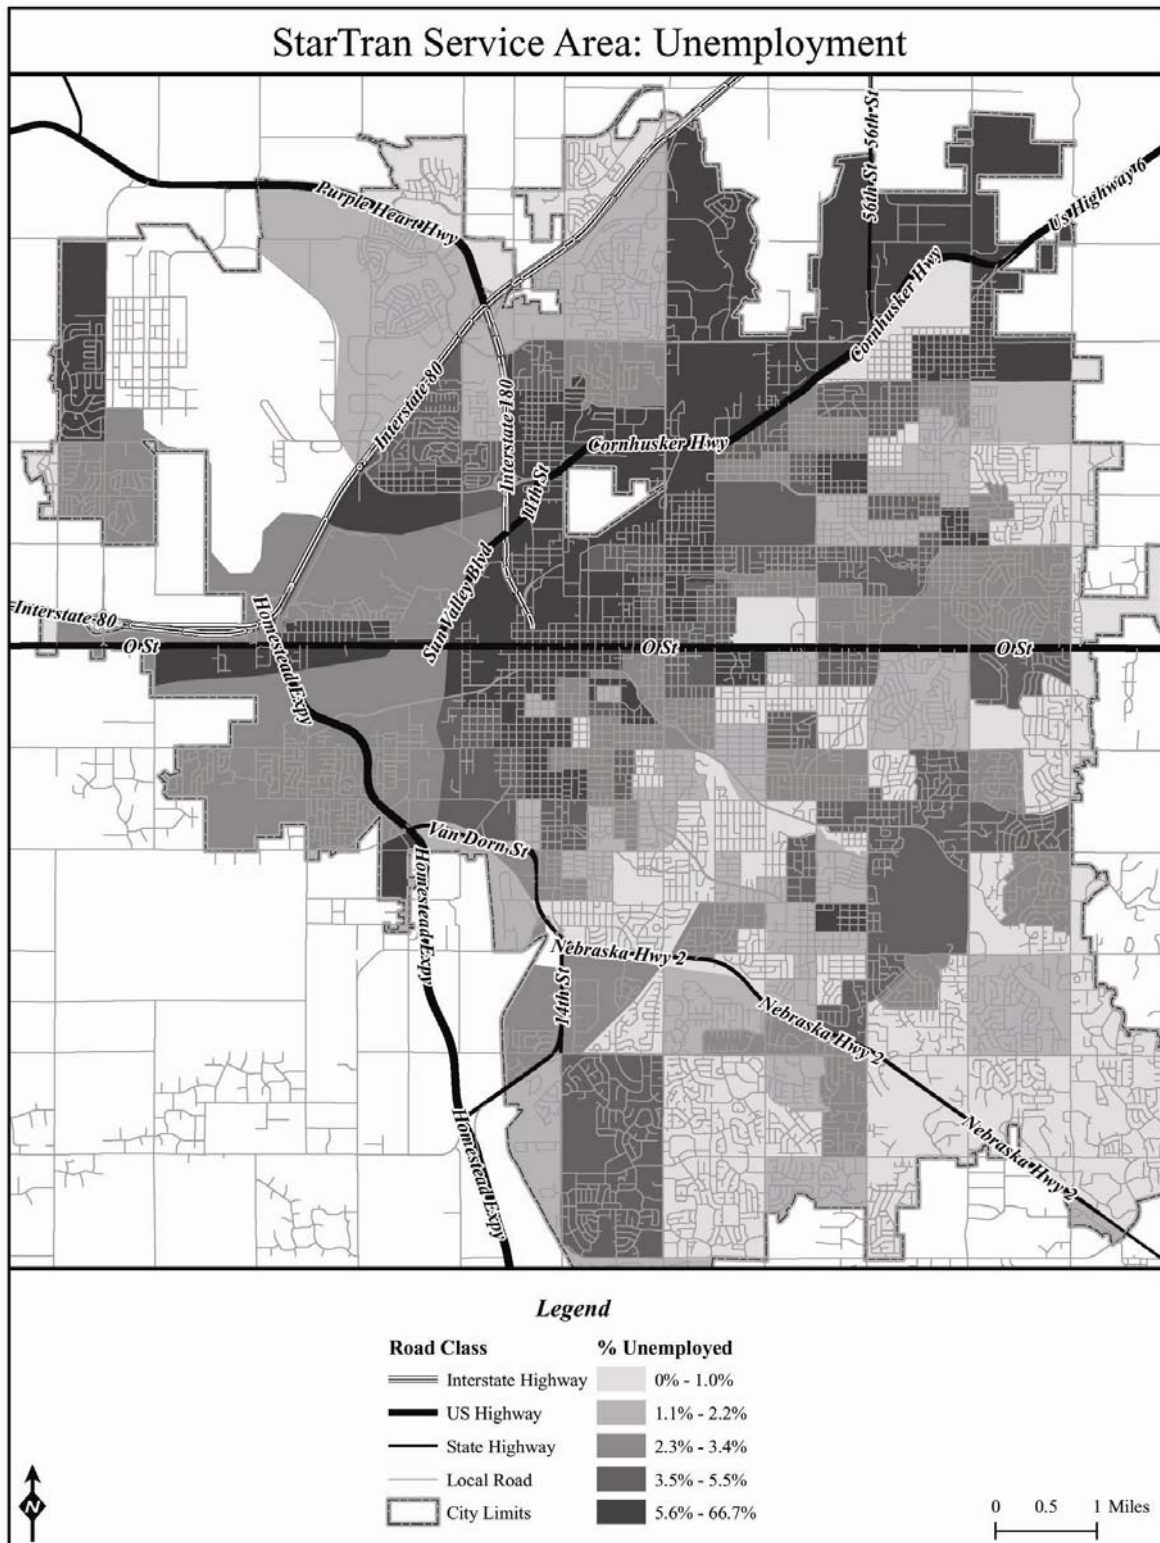 StarTran Service Area: Unemployment
56th St
56th St
Us Highway 6
Purple Heart Hwy
Cornhusker Hwy
Interstate 80
Interstate 180
Cornhusker Hwy
11th St
Sun Valley Blvd
Interstate 80
Homestead Expy
O St
O St
O St
Van Dorn St
Homestead Expy
Nebraska Hwy 2
14th St
Nebraska Hwy 2
Homestead Expy
Nebraska Hwy 2
Legend
Road Class
% Unemployed
Interstate Highway
0% - 1.0%
US Highway
1.1% - 2.2%
State Highway
2.3% - 3.4%
Local Road
3.5% - 5.5%
City Limits
5.6% - 66.7%
N
0 0.5 1 Miles